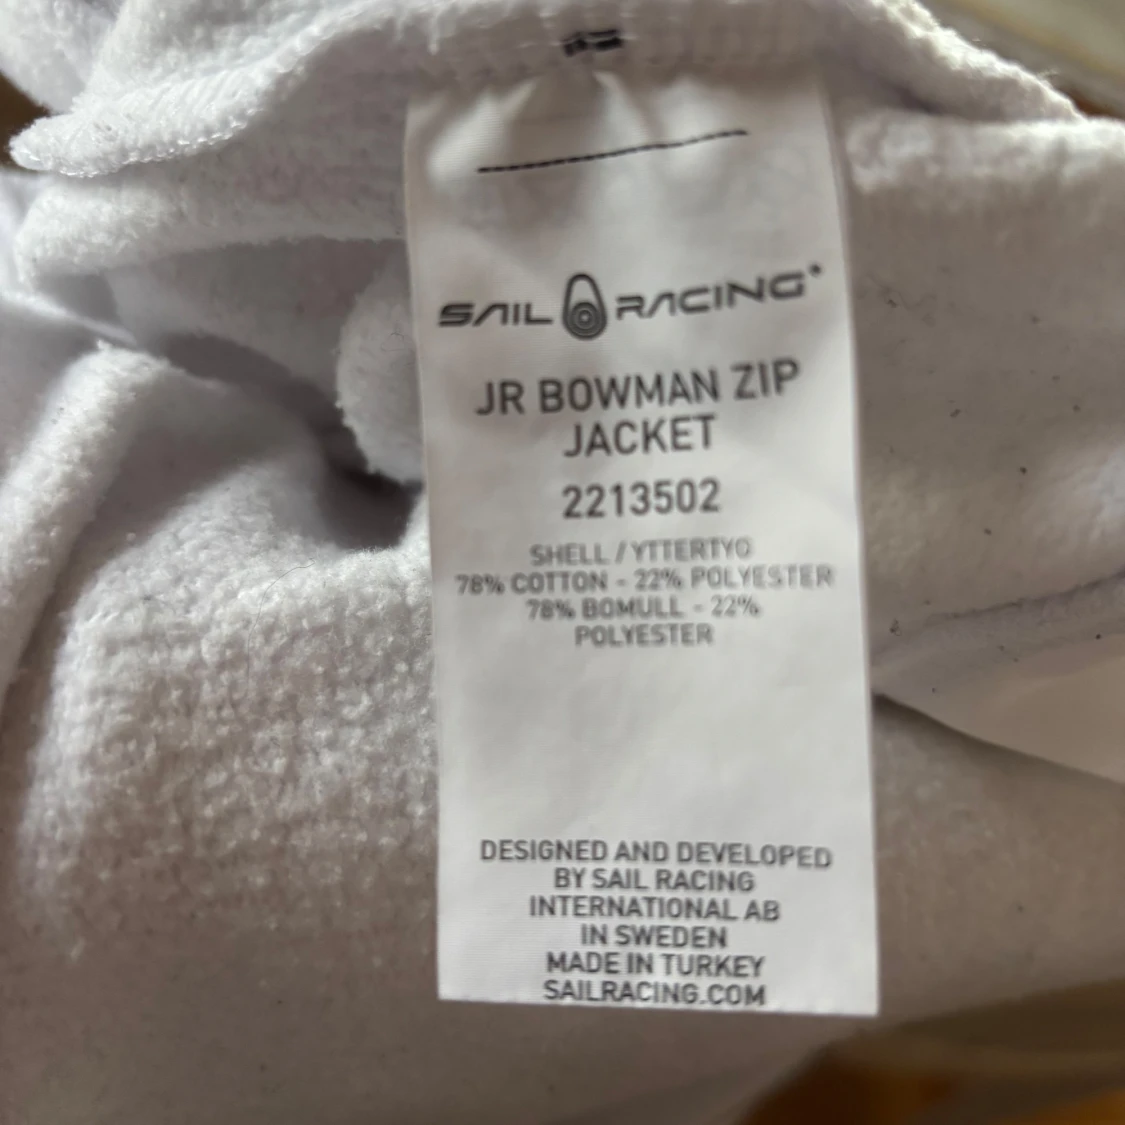 SAIL RACING®
JR BOWMAN ZIP
JACKET
2213502
SHELL / YTTERTYG
78% COTTON - 22% POLYESTER
78% BOMULL - 22%
POLYESTER
DESIGNED AND DEVELOPED
BY SAIL RACING
INTERNATIONAL AB
IN SWEDEN
MADE IN TURKEY
SAILRACING.COM